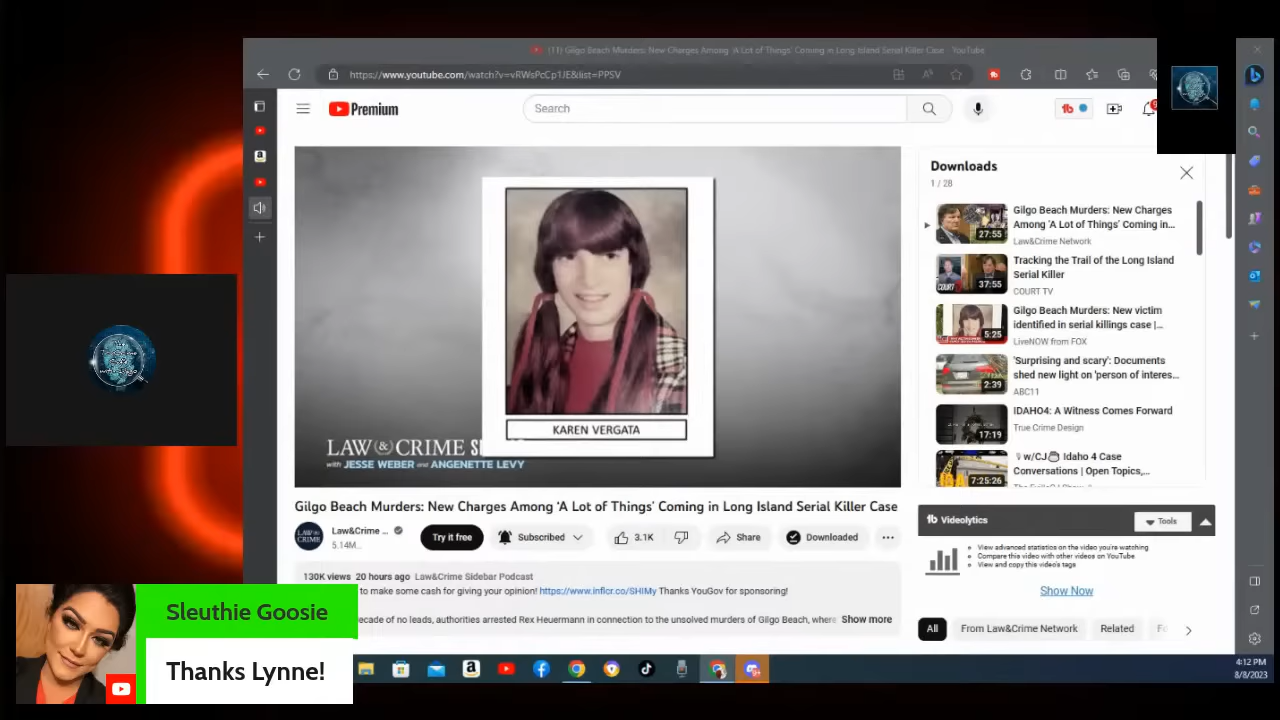 (11) Gilgo Beach Murders: New Charges Among 'A Lot of Things' Coming in Long Island Serial Killer Case - YouTube
https://www.youtube.com/watch?v=vRWsPcCp1JE&list=PPSV
Premium
Search
tb
KAREN VERGATA
LAW & CRIME
with JESSE WEBER and ANGENETTE LEVY
Gilgo Beach Murders: New Charges Among 'A Lot of Things' Coming in Long Island Serial Killer Case
LAW& CRIME
Law&Crime ...
5.14M...
Try it free
Subscribed
3.1K
Share
Downloaded
130K views 20 hours ago Law&Crime Sidebar Podcast
to make some cash for giving your opinion! https://www.inflcr.co/SHIMy Thanks YouGov for sponsoring!
ecade of no leads, authorities arrested Rex Heuermann in connection to the unsolved murders of Gilgo Beach, where Show more
Downloads
1 / 28
Gilgo Beach Murders: New Charges Among 'A Lot of Things' Coming in...
27:55
Law&Crime Network
Tracking the Trail of the Long Island Serial Killer
COURT
37:55
COURT TV
Gilgo Beach Murders: New victim identified in serial killings case |...
5:25
LiveNOW from FOX
'Surprising and scary': Documents shed new light on 'person of interes...
2:39
ABC11
IDAHO4: A Witness Comes Forward
17:19
True Crime Design
w/CJ Idaho 4 Case Conversations | Open Topics,...
7:25:26
tb Videolytics
Tools
View advanced statistics on the video you're watching
Compare this video with other videos on YouTube
View and copy this video's tags
Show Now
All
From Law&Crime Network
Related
Fo
Sleuthie Goosie
Thanks Lynne!
4:12 PM
8/8/2023